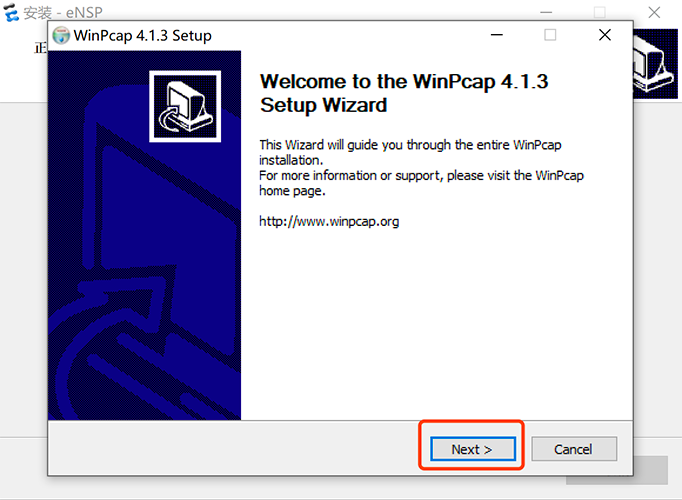 安装 - eNSP
WinPcap 4.1.3 Setup
正
Welcome to the WinPcap 4.1.3
Setup Wizard
This Wizard will guide you through the entire WinPcap
installation.
For more information or support, please visit the WinPcap
home page.
http://www.winpcap.org
Next >
Cancel